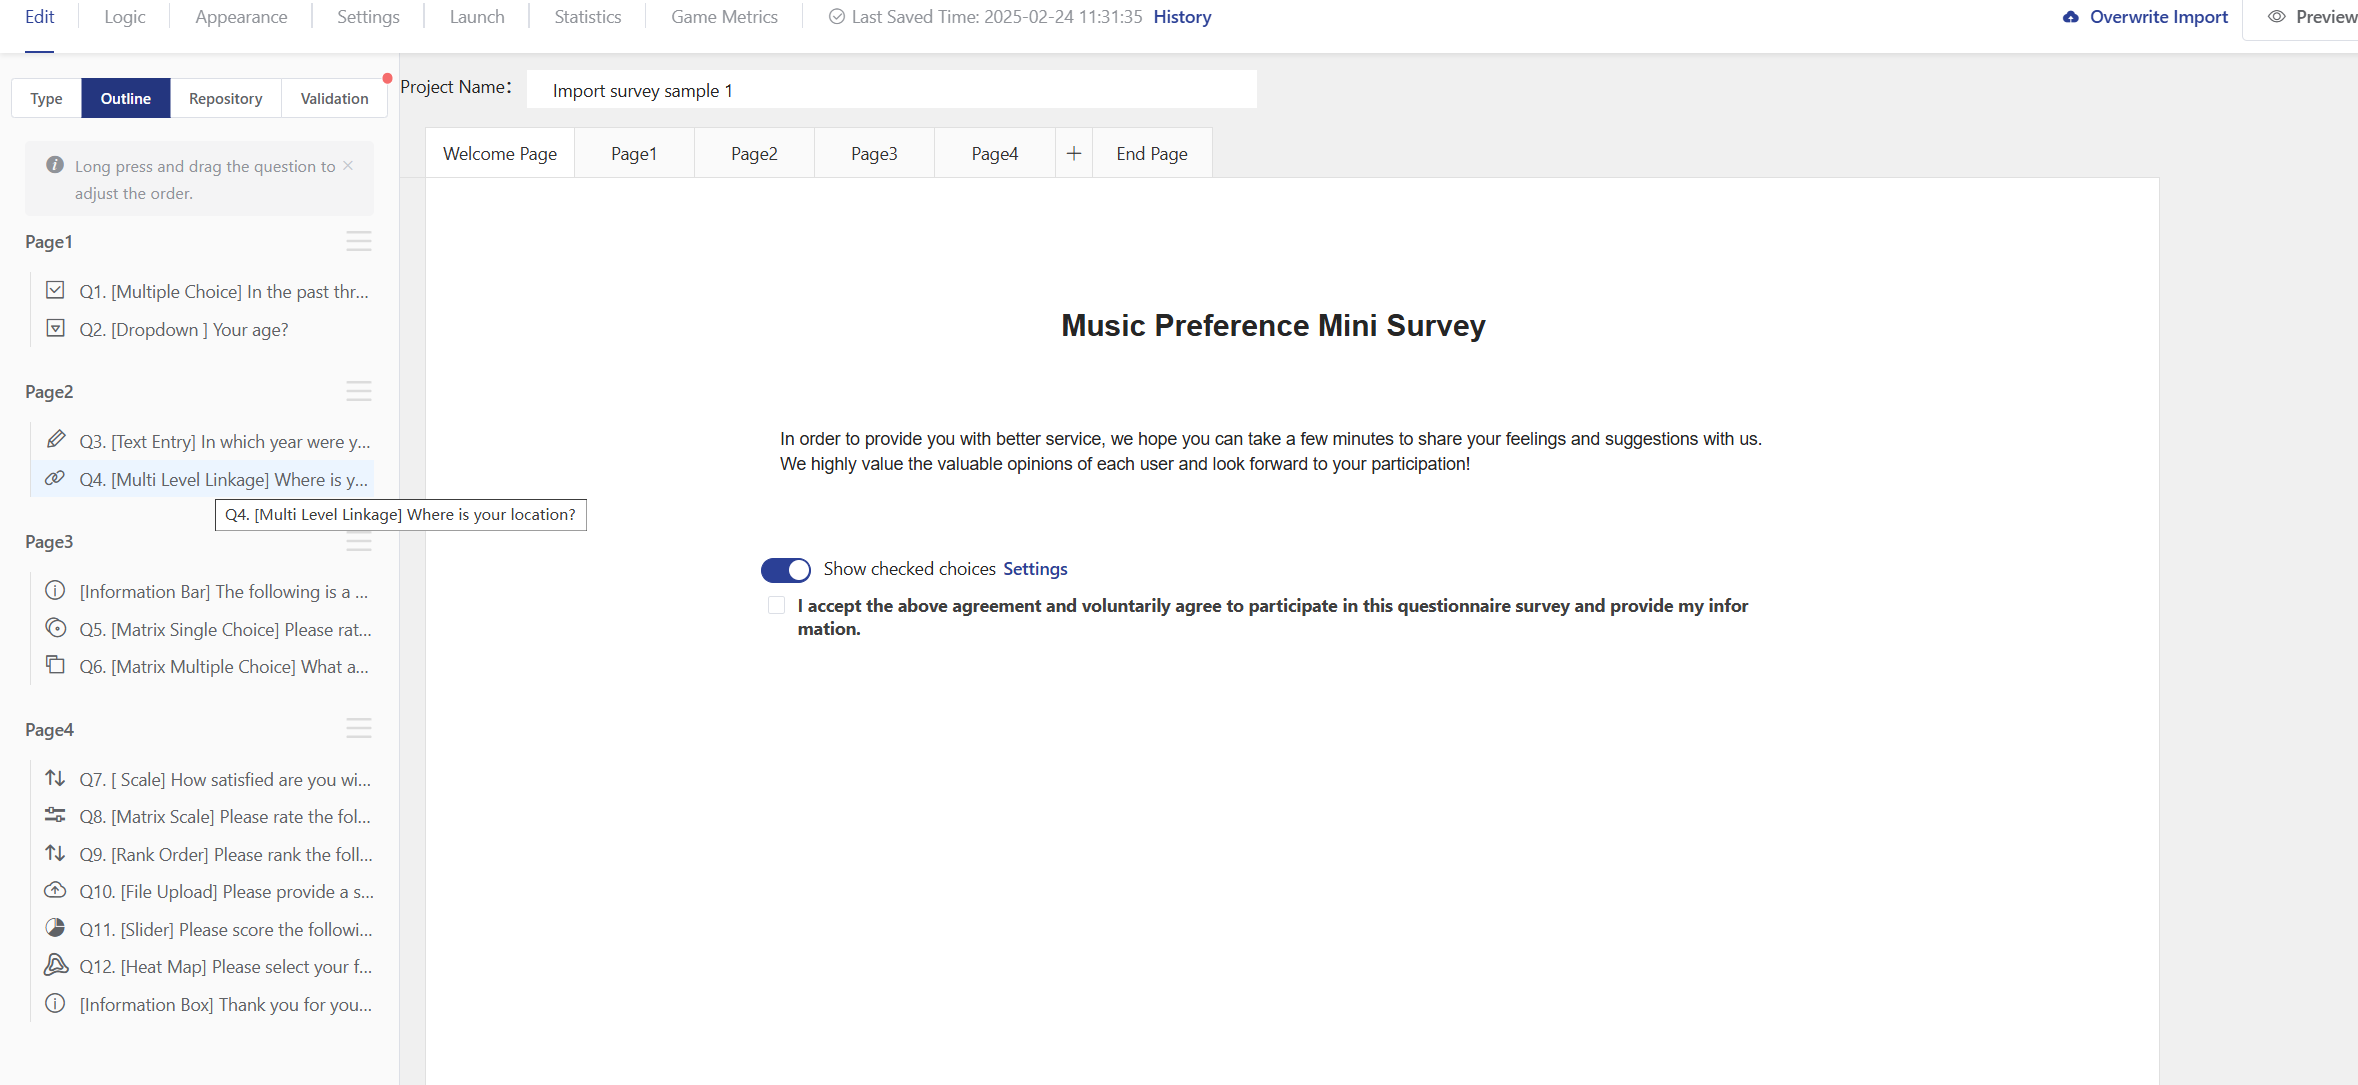 Edit
Logic
Appearance
Settings
Launch
Statistics
Game Metrics
Last Saved Time: 2025-02-24 11:31:35 History
Overwrite Import
Preview
Type
Outline
Repository
Validation
Project Name：
Import survey sample 1
Long press and drag the question to
adjust the order.
Welcome Page
Page1
Page2
Page3
Page4
+
End Page
Page1
Q1. [Multiple Choice] In the past thr...
Q2. [Dropdown ] Your age?
Page2
Q3. [Text Entry] In which year were y...
Q4. [Multi Level Linkage] Where is y...
Q4. [Multi Level Linkage] Where is your location?
Page3
[Information Bar] The following is a ...
Q5. [Matrix Single Choice] Please rat...
Q6. [Matrix Multiple Choice] What a...
Page4
Q7. [ Scale] How satisfied are you wi...
Q8. [Matrix Scale] Please rate the fol...
Q9. [Rank Order] Please rank the foll...
Q10. [File Upload] Please provide a s...
Q11. [Slider] Please score the followi...
Q12. [Heat Map] Please select your f...
[Information Box] Thank you for you...
Music Preference Mini Survey
In order to provide you with better service, we hope you can take a few minutes to share your feelings and suggestions with us.
We highly value the valuable opinions of each user and look forward to your participation!
Show checked choices Settings
I accept the above agreement and voluntarily agree to participate in this questionnaire survey and provide my infor
mation.